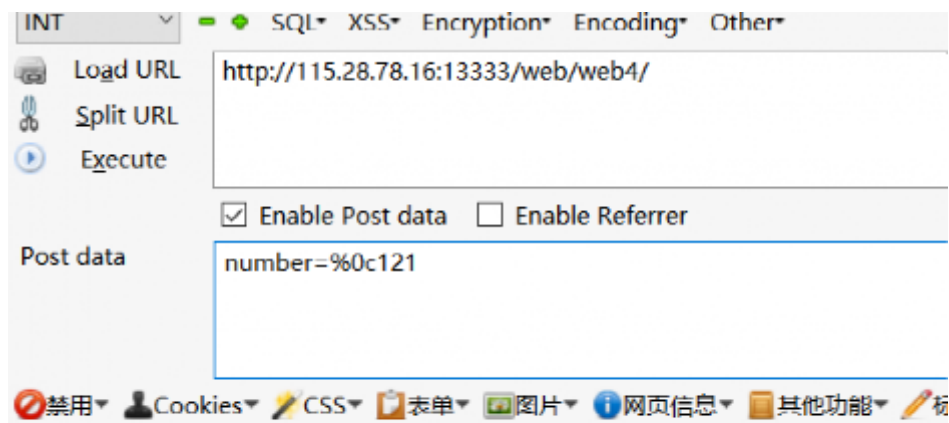 INT SQL XSS Encryption Encoding Other
Load URL http://115.28.78.16:13333/web/web4/
Split URL
Execute
Enable Post data Enable Referrer
Post data number=%0c121
禁用 Cookies CSS 表单 图片 网页信息 其他功能